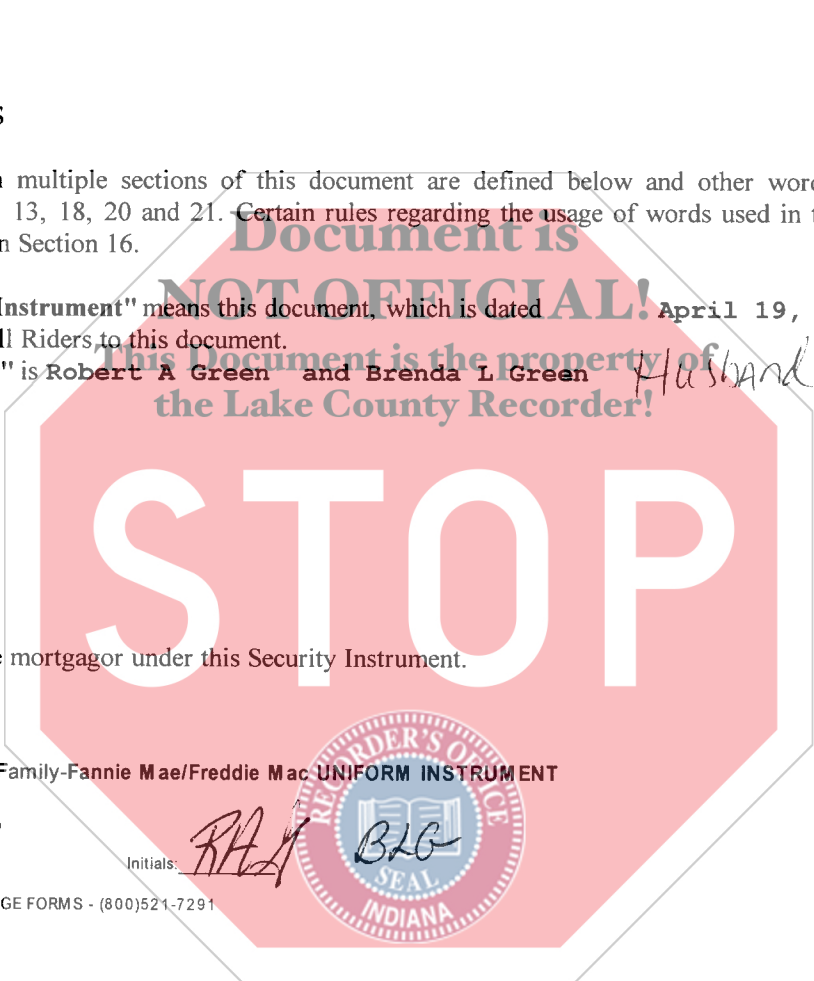 S
multiple sections of this document are defined below and other word
13, 18, 20 and 21. Certain rules regarding the usage of words used in t
n Section 16.
Document is
Instrument" means this document, which is dated April 19,
NOT OFFICIAL!
ll Riders to this document.
This Document is the property of
" is Robert A Green and Brenda L Green Husband
the Lake County Recorder!
STOP
e mortgagor under this Security Instrument.
RECORDER'S OFFICE
Family-Fannie Mae/Freddie Mac UNIFORM INSTRUMENT
Initials: RAG BLG
SEAL
GE FORMS - (800)521-7291
INDIANA